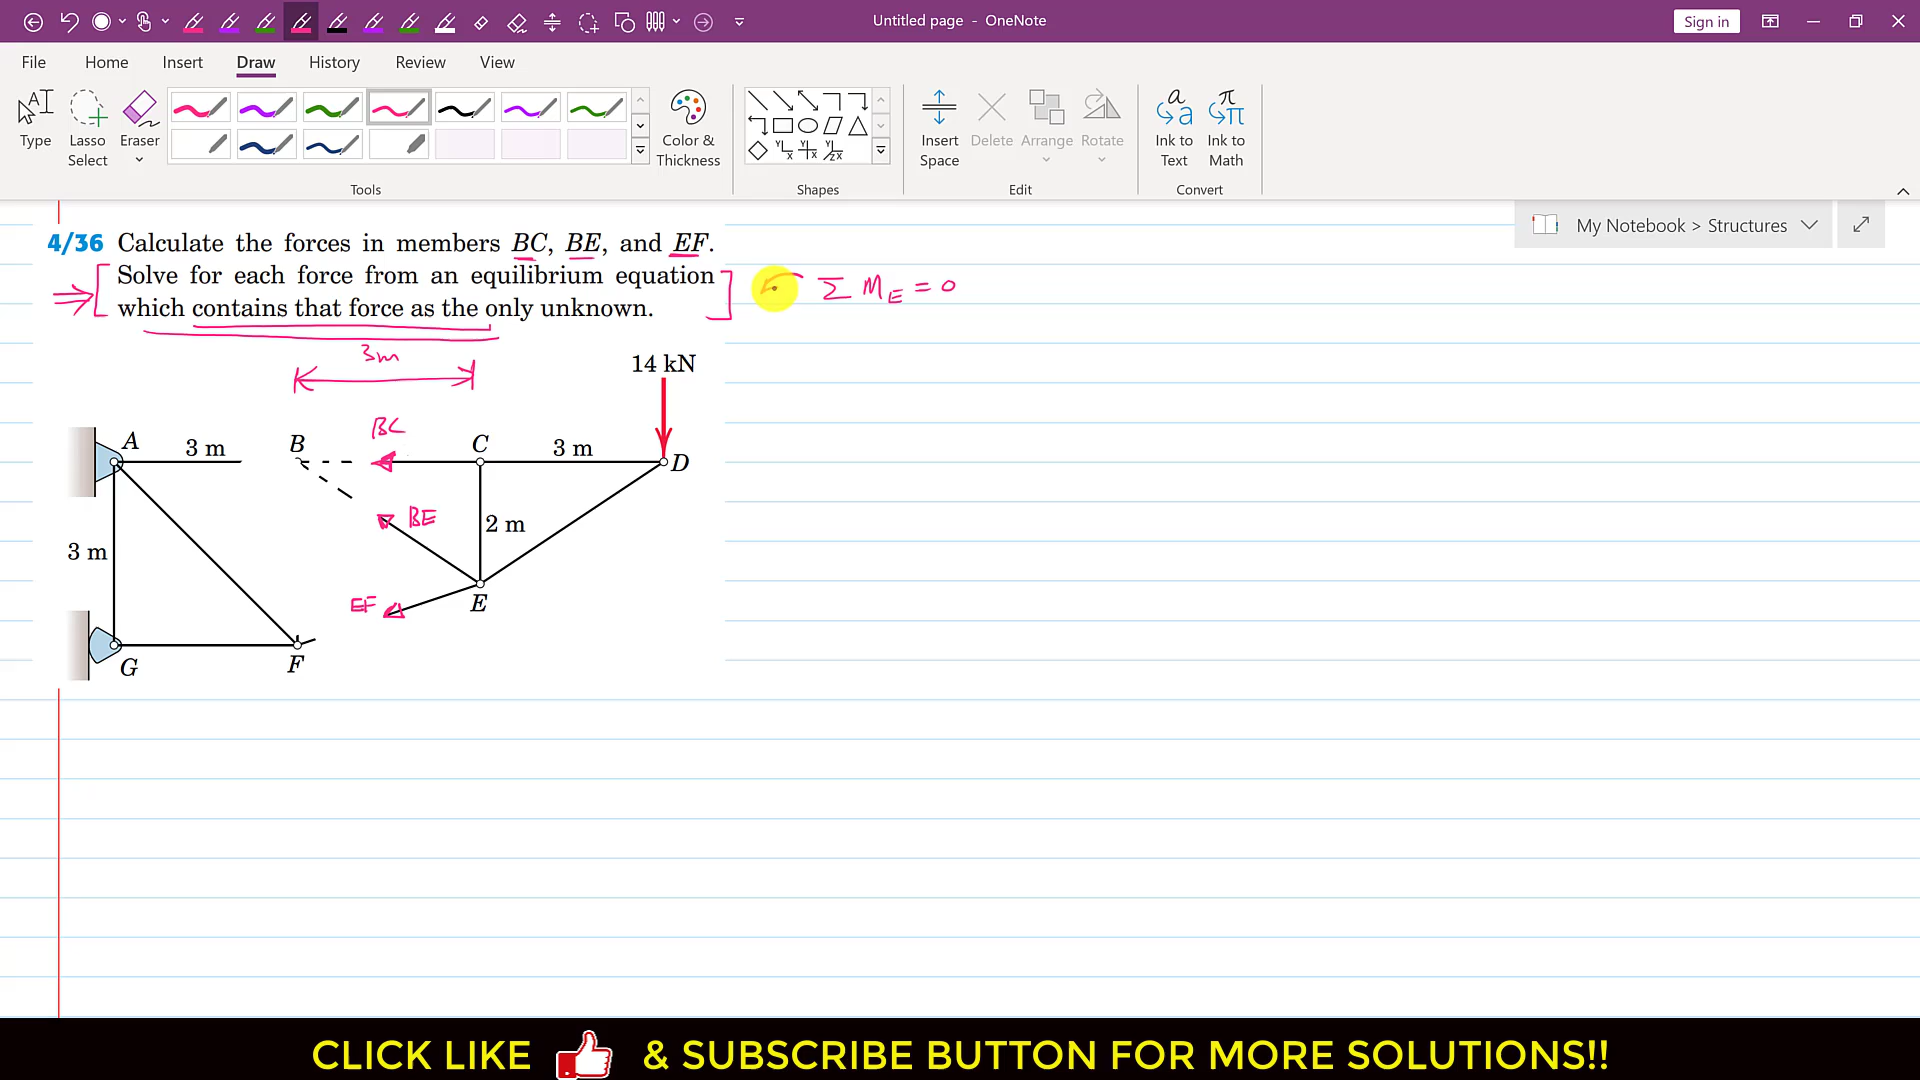 Untitled page - OneNote
Sign in
File Home Insert Draw History Review View
Type
Lasso Select
Eraser
Color & Thickness
Insert Space
Delete
Arrange
Rotate
Ink to Text
Ink to Math
Tools
Shapes
Edit
Convert
My Notebook > Structures
4/36 Calculate the forces in members BC, BE, and EF.
Solve for each force from an equilibrium equation
which contains that force as the only unknown.
Σ M_E = 0
3m
14 kN
BC
A
3 m
B
C
3 m
D
BE
2 m
3 m
EF
E
G
F
CLICK LIKE & SUBSCRIBE BUTTON FOR MORE SOLUTIONS!!